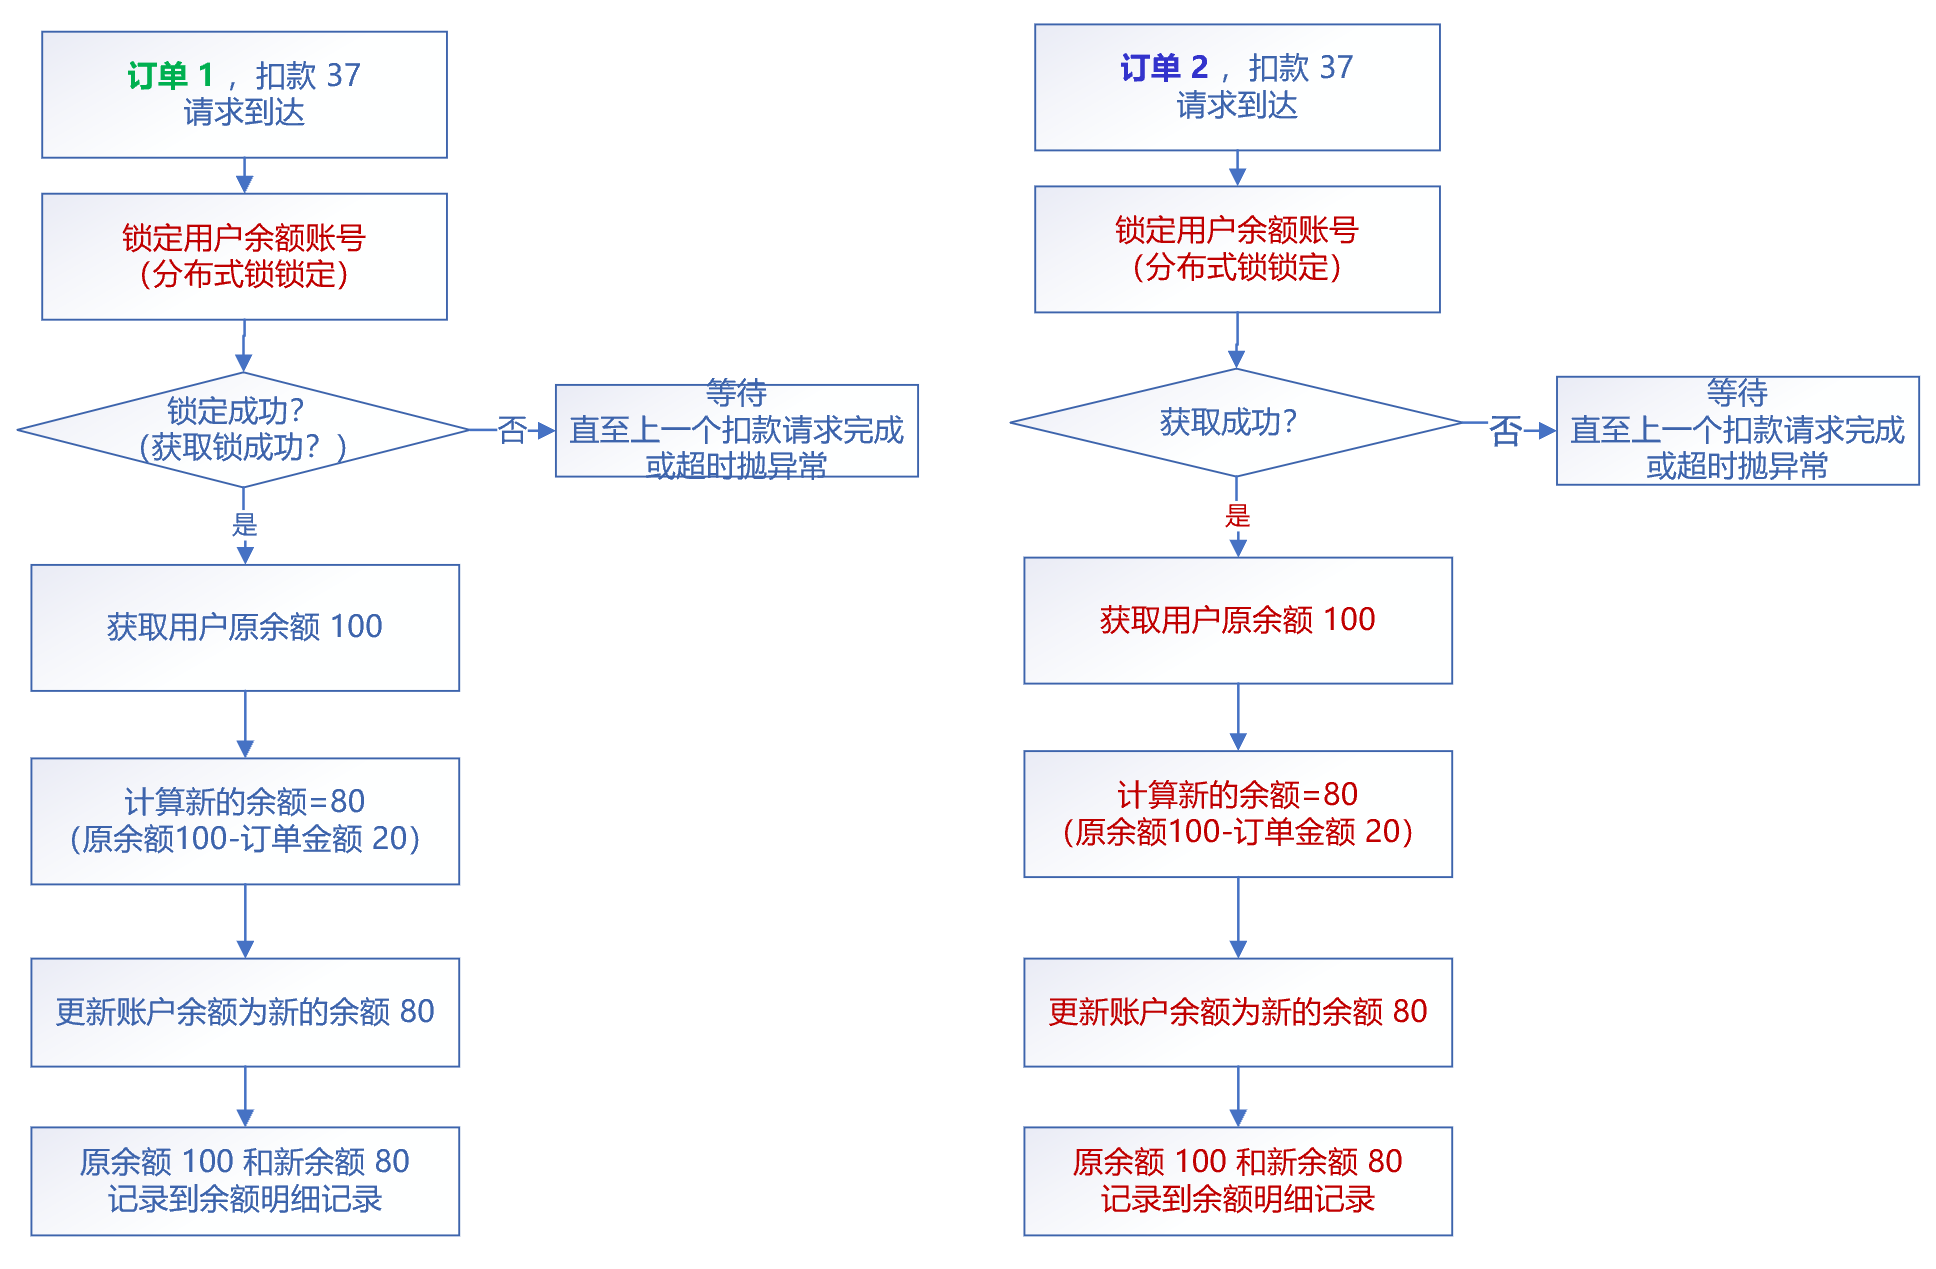 订单 1 ，扣款 37
请求到达
锁定用户余额账号
（分布式锁锁定）
锁定成功？
（获取锁成功？）
否
等待
直至上一个扣款请求完成
或超时抛异常
是
获取用户原余额 100
计算新的余额=80
（原余额100-订单金额 20）
更新账户余额为新的余额 80
原余额 100 和新余额 80
记录到余额明细记录
订单 2 ，扣款 37
请求到达
锁定用户余额账号
（分布式锁锁定）
获取成功？
否
等待
直至上一个扣款请求完成
或超时抛异常
是
获取用户原余额 100
计算新的余额=80
（原余额100-订单金额 20）
更新账户余额为新的余额 80
原余额 100 和新余额 80
记录到余额明细记录